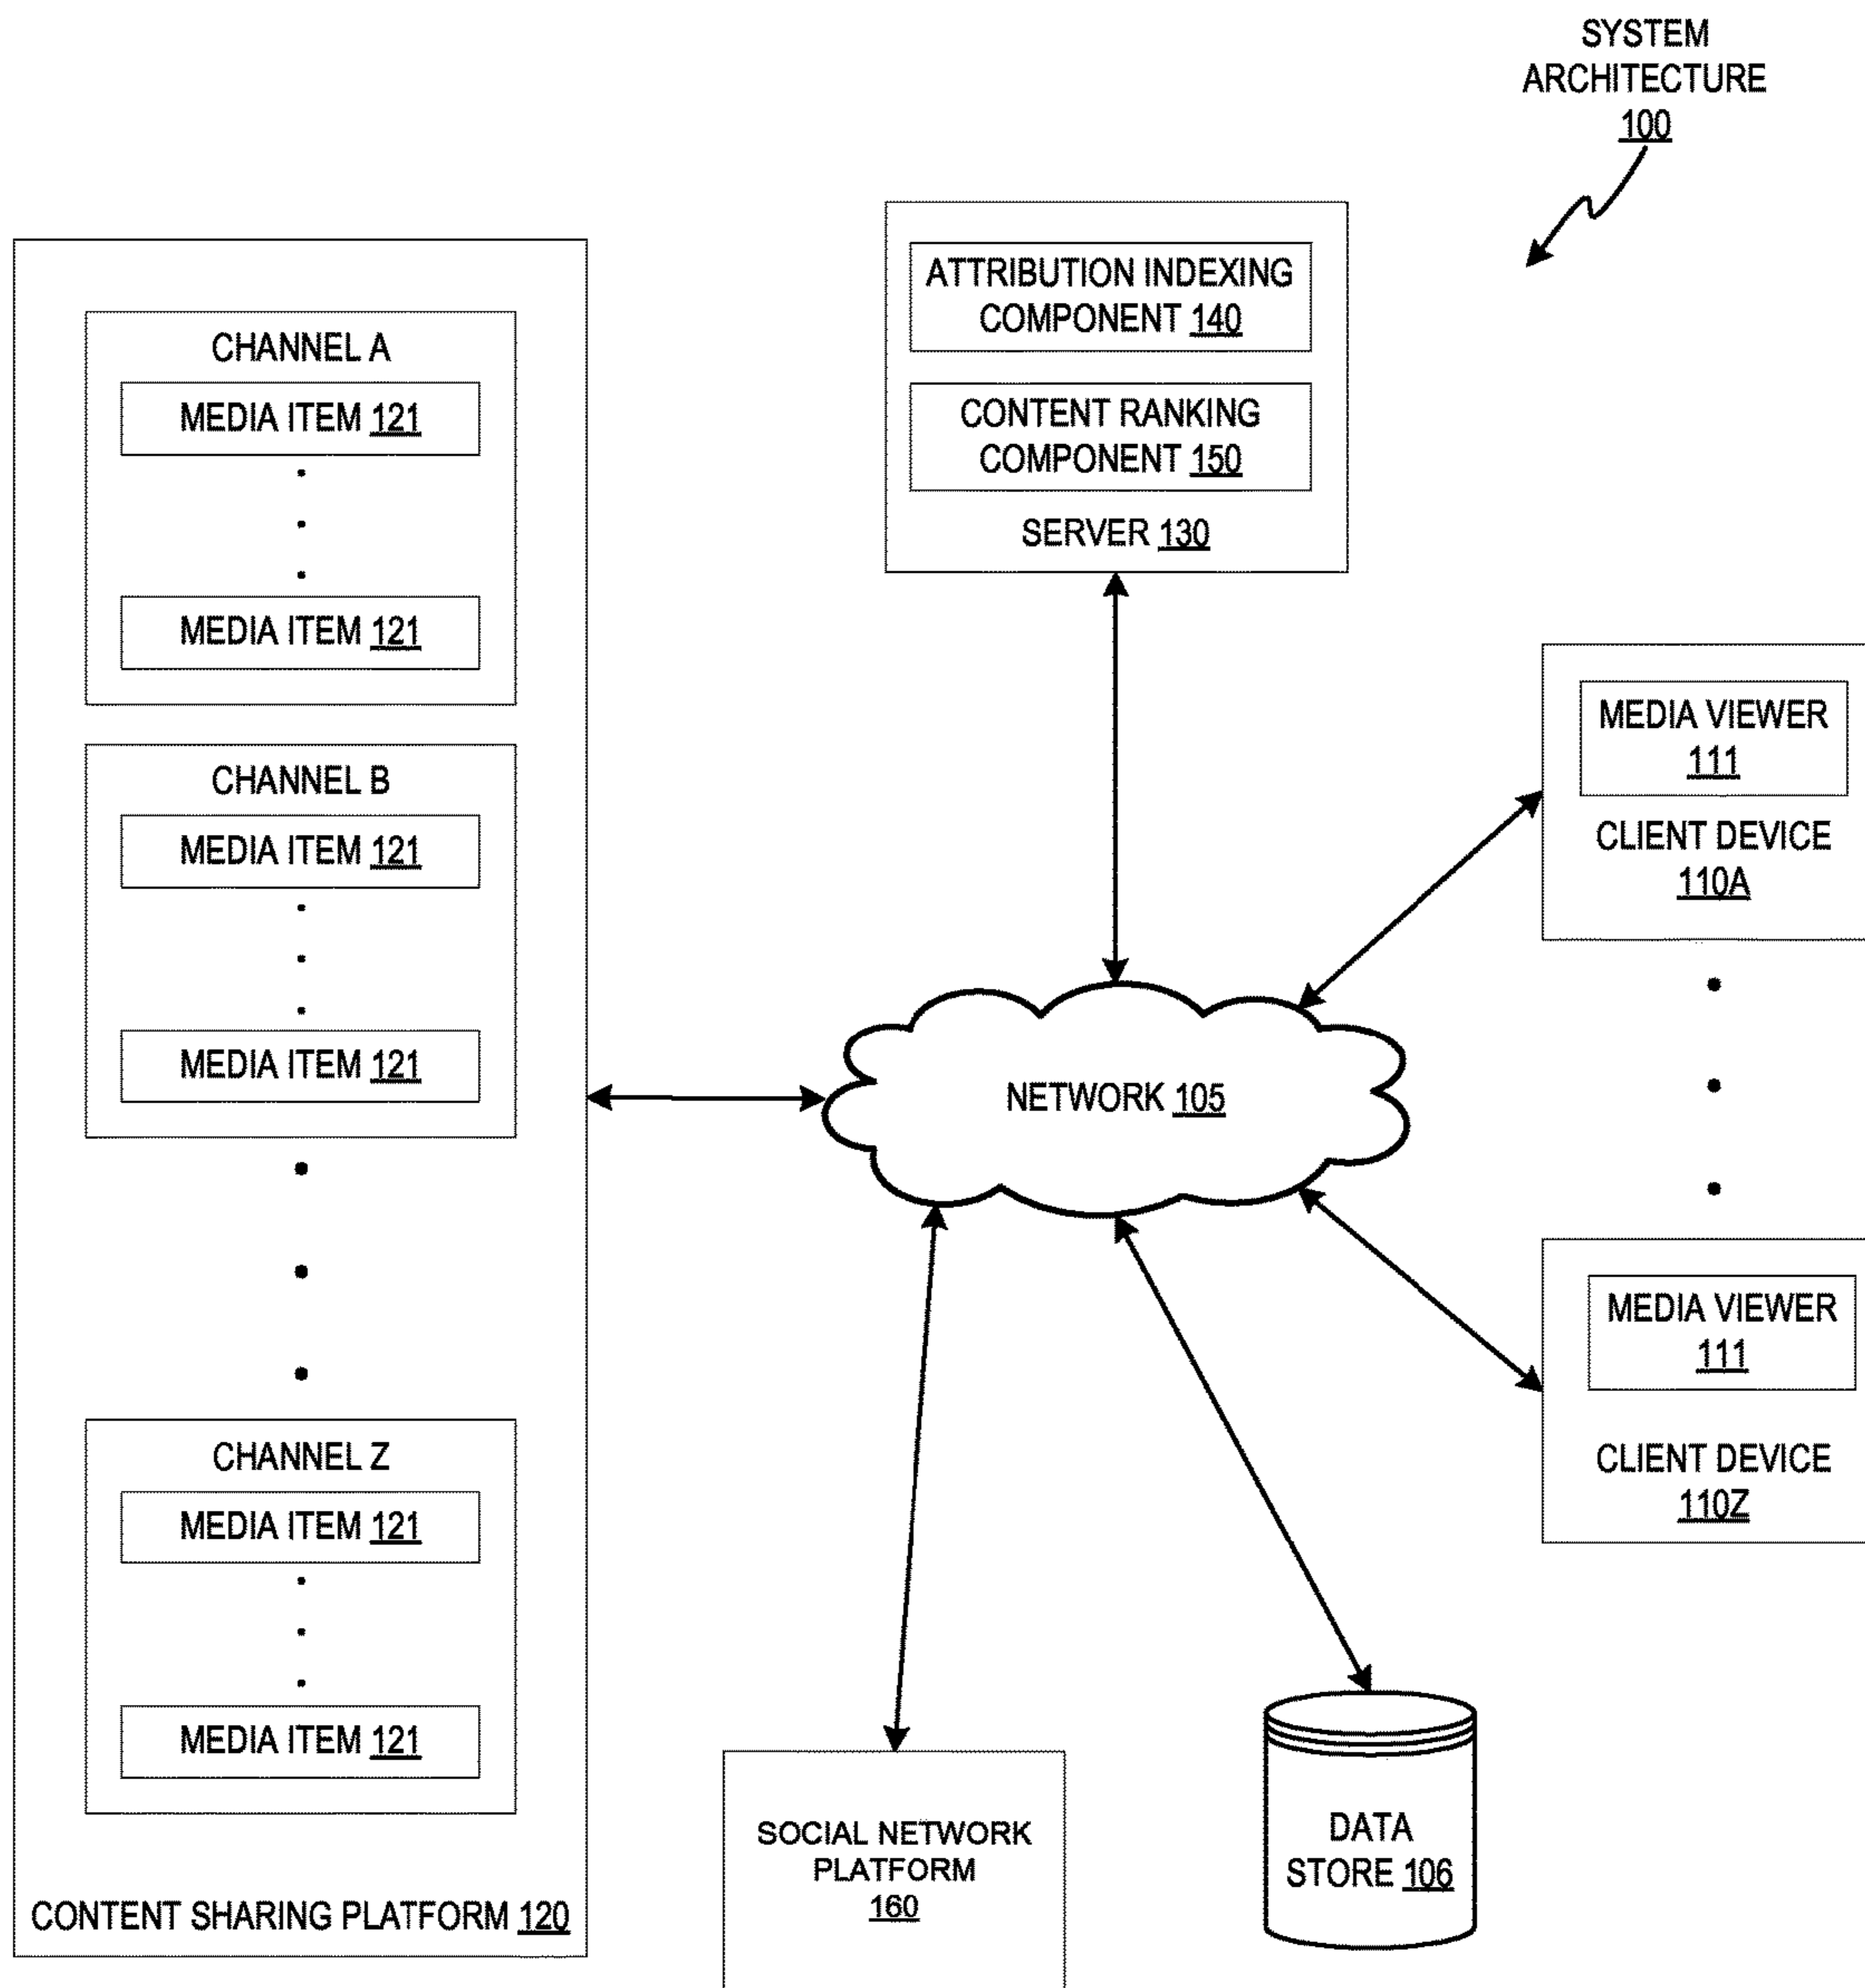 SYSTEM
ARCHITECTURE
100
ATTRIBUTION INDEXING
COMPONENT 140
CONTENT RANKING
COMPONENT 150
SERVER 130
CHANNEL A
MEDIA ITEM 121
MEDIA ITEM 121
CHANNEL B
MEDIA ITEM 121
MEDIA ITEM 121
CHANNEL Z
MEDIA ITEM 121
MEDIA ITEM 121
CONTENT SHARING PLATFORM 120
NETWORK 105
MEDIA VIEWER
111
CLIENT DEVICE
110A
MEDIA VIEWER
111
CLIENT DEVICE
110Z
SOCIAL NETWORK
PLATFORM
160
DATA
STORE 106